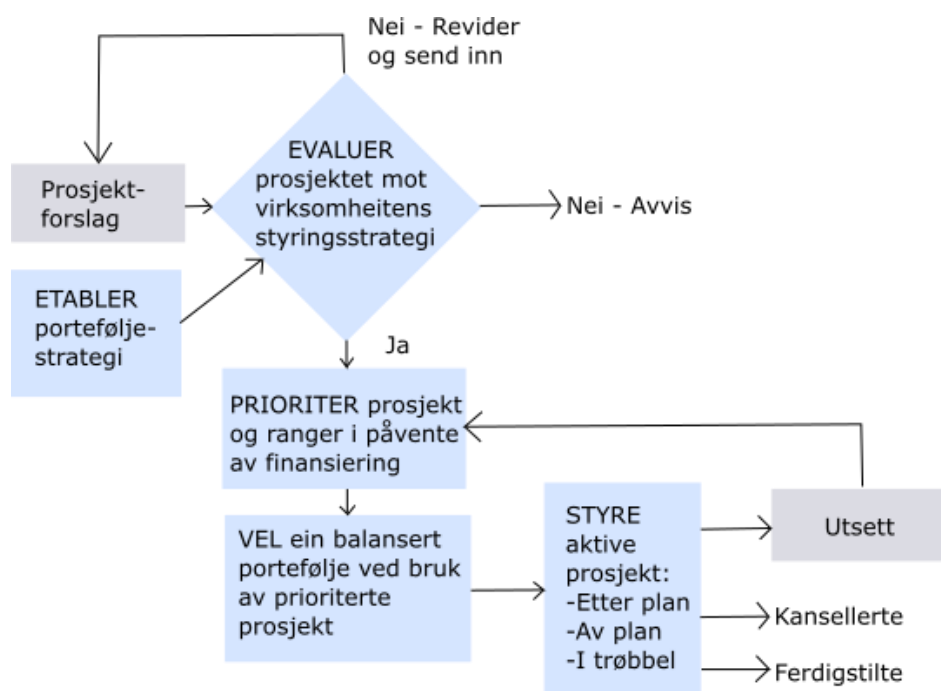 Nei - Revider
og send inn
EVALUER
prosjektet mot
virksomheitens
styringsstrategi
Prosjekt-
forslag
Nei - Avvis
ETABLER
portefølje-
strategi
Ja
PRIORITER prosjekt
og ranger i påvente
av finansiering
VEL ein balansert
portefølje ved bruk
av prioriterte
prosjekt
STYRE
aktive
prosjekt:
-Etter plan
-Av plan
-I trøbbel
Utsett
Kansellerte
Ferdigstilte